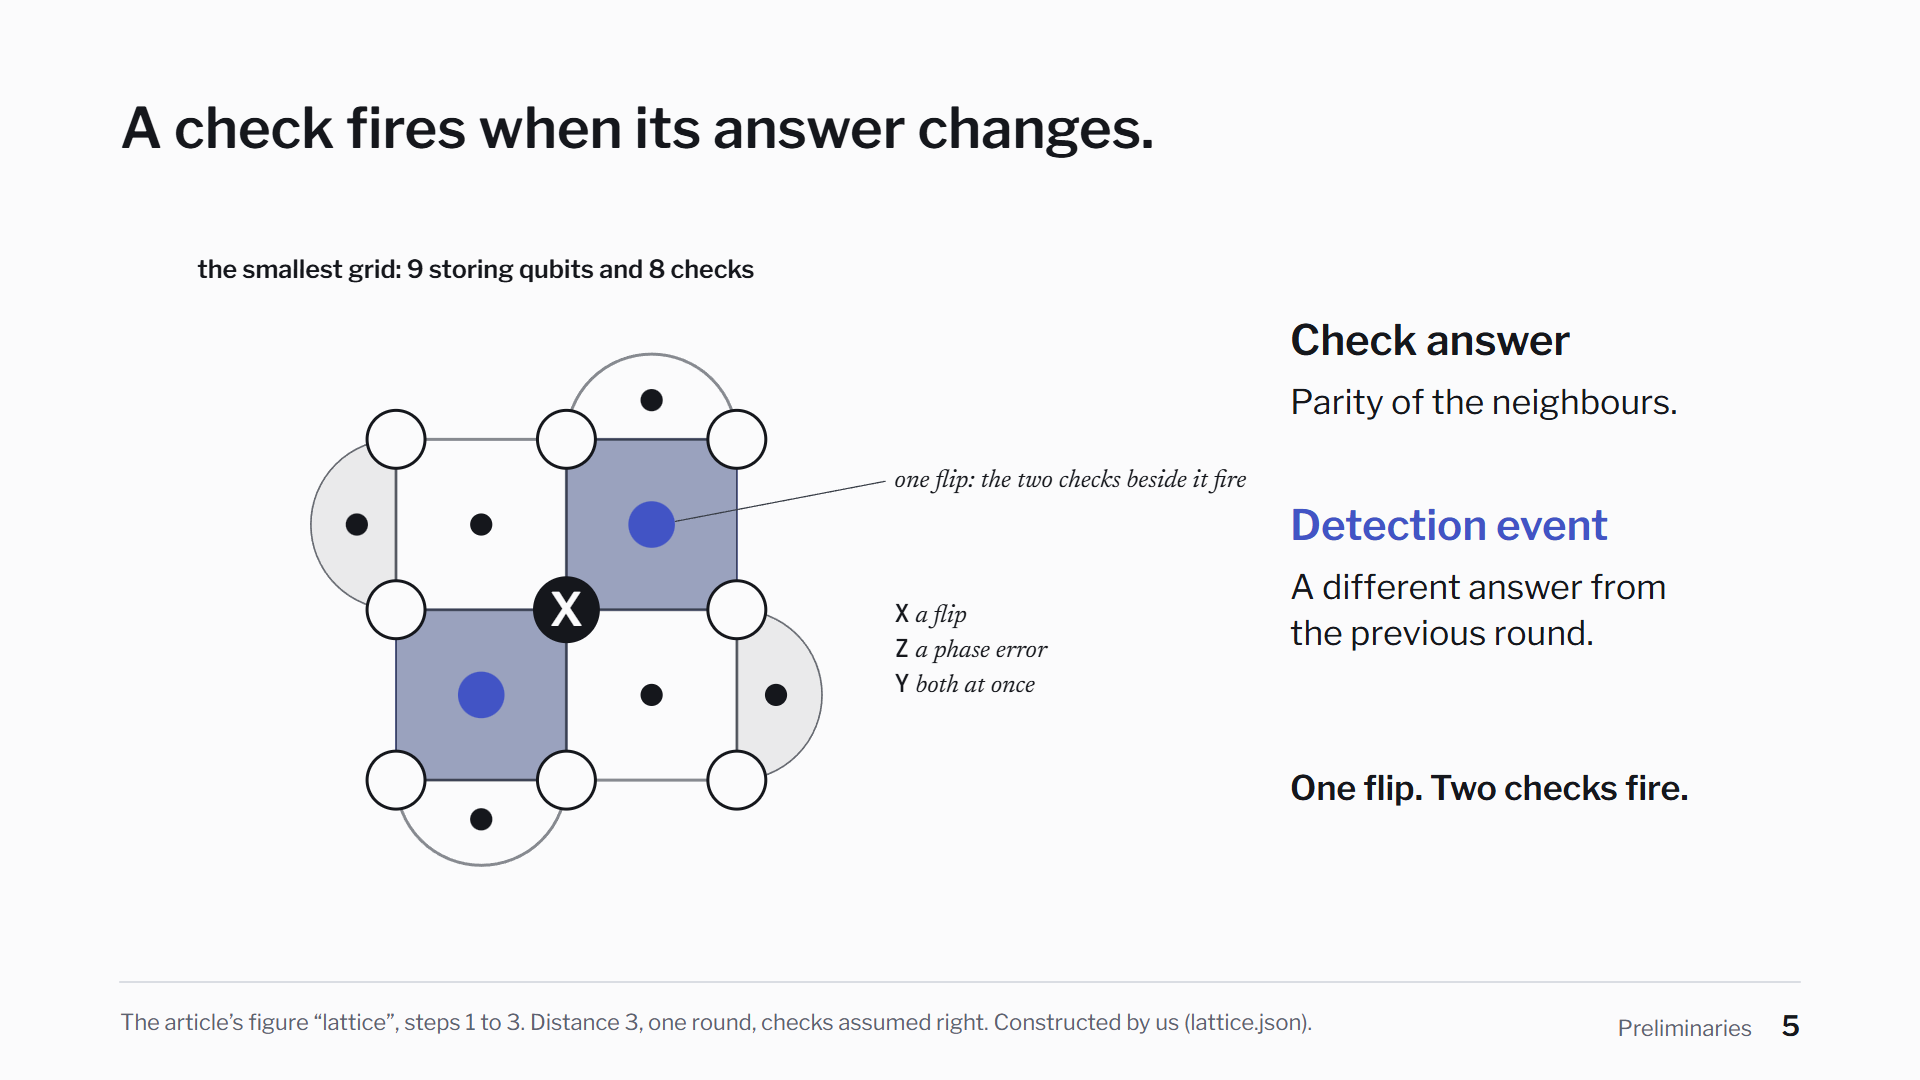 A check fires when its answer changes.
the smallest grid: 9 storing qubits and 8 checks
one flip: the two checks beside it fire
X
X a flip
Z a phase error
Y both at once
Check answer
Parity of the neighbours.
Detection event
A different answer from
the previous round.
One flip. Two checks fire.
The article’s figure “lattice”, steps 1 to 3. Distance 3, one round, checks assumed right. Constructed by us (lattice.json).
Preliminaries 5